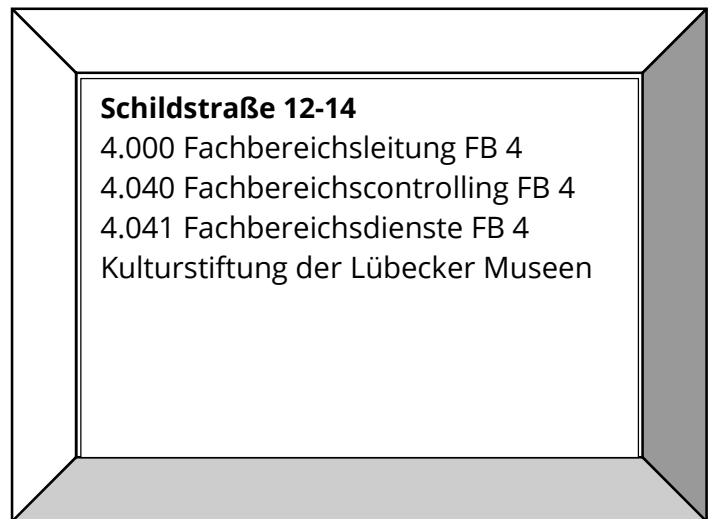 Schildstraße 12-14
4.000 Fachbereichsleitung FB 4
4.040 Fachbereichscontrolling FB 4
4.041 Fachbereichsdienste FB 4
Kulturstiftung der Lübecker Museen